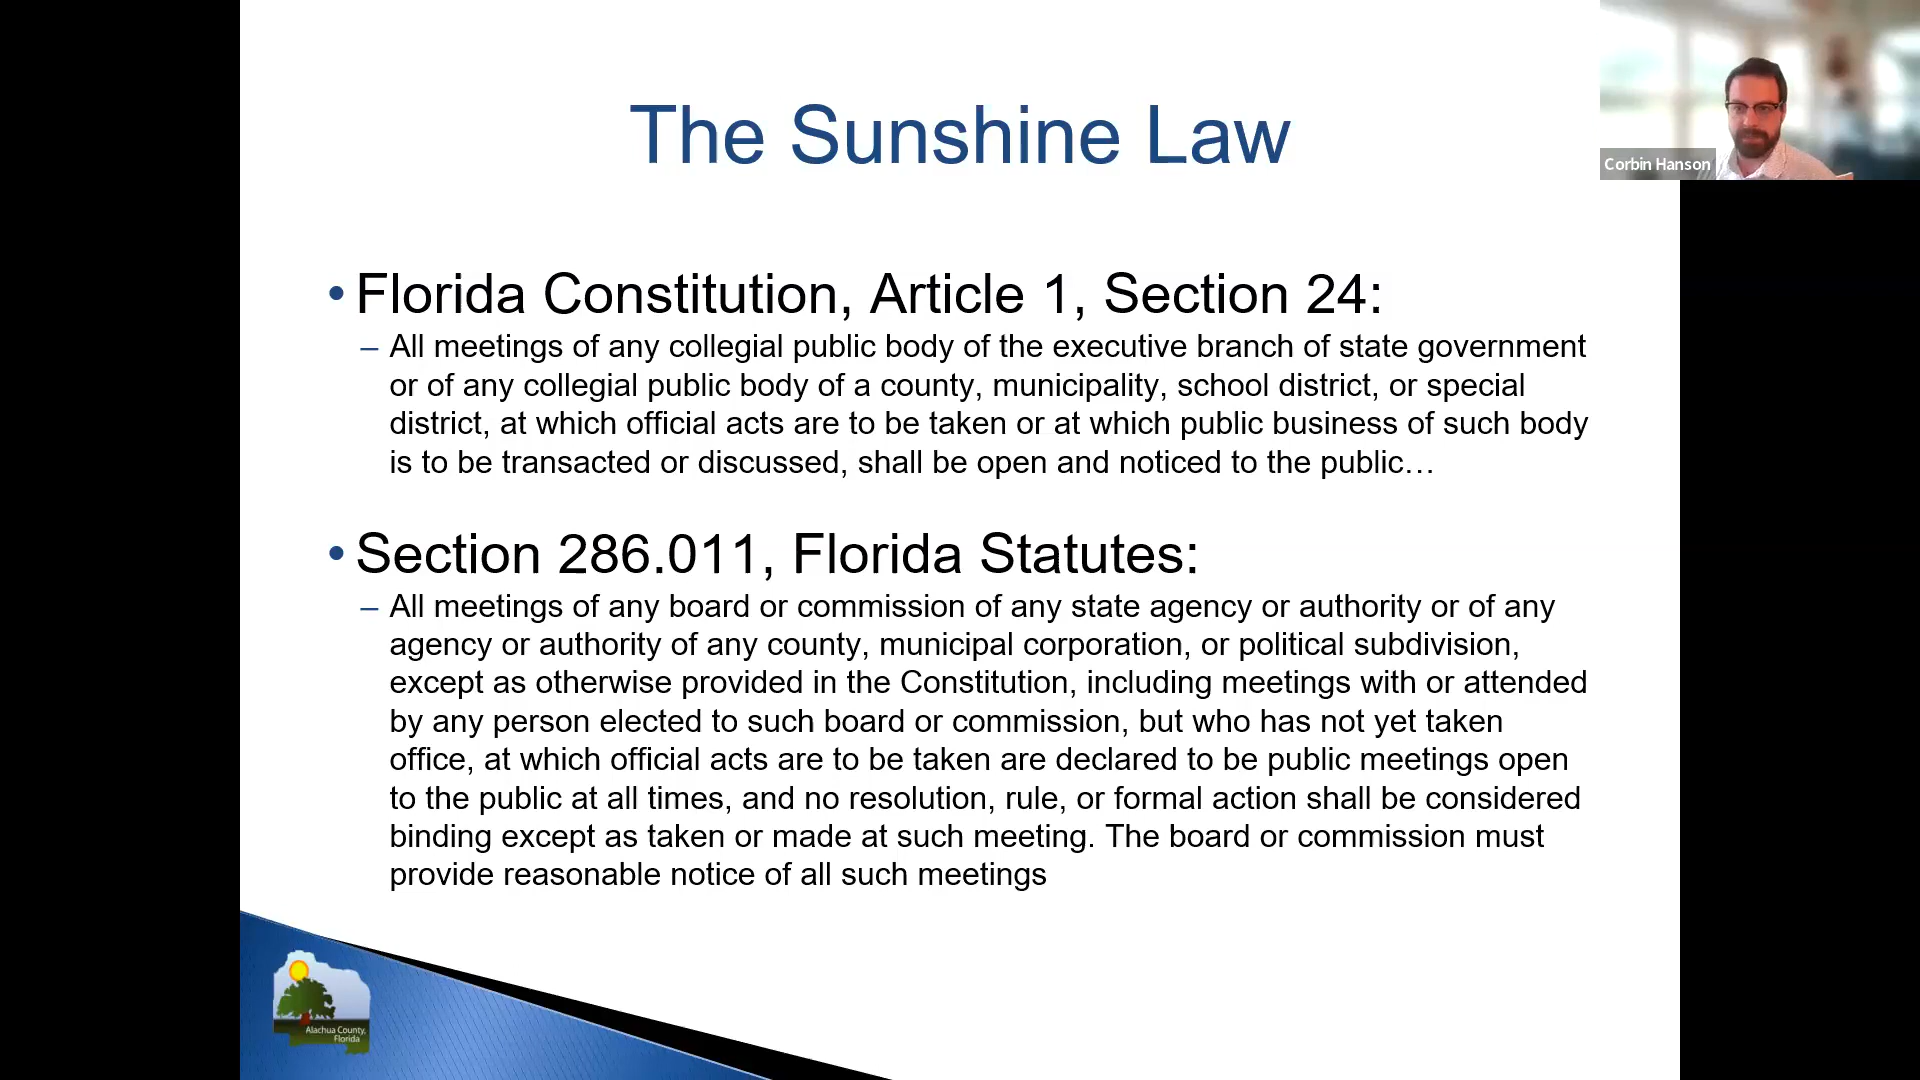 The Sunshine Law
Corbin Hanson
• Florida Constitution, Article 1, Section 24:
– All meetings of any collegial public body of the executive branch of state government
or of any collegial public body of a county, municipality, school district, or special
district, at which official acts are to be taken or at which public business of such body
is to be transacted or discussed, shall be open and noticed to the public…
• Section 286.011, Florida Statutes:
– All meetings of any board or commission of any state agency or authority or of any
agency or authority of any county, municipal corporation, or political subdivision,
except as otherwise provided in the Constitution, including meetings with or attended
by any person elected to such board or commission, but who has not yet taken
office, at which official acts are to be taken are declared to be public meetings open
to the public at all times, and no resolution, rule, or formal action shall be considered
binding except as taken or made at such meeting. The board or commission must
provide reasonable notice of all such meetings
Alachua County,
Florida